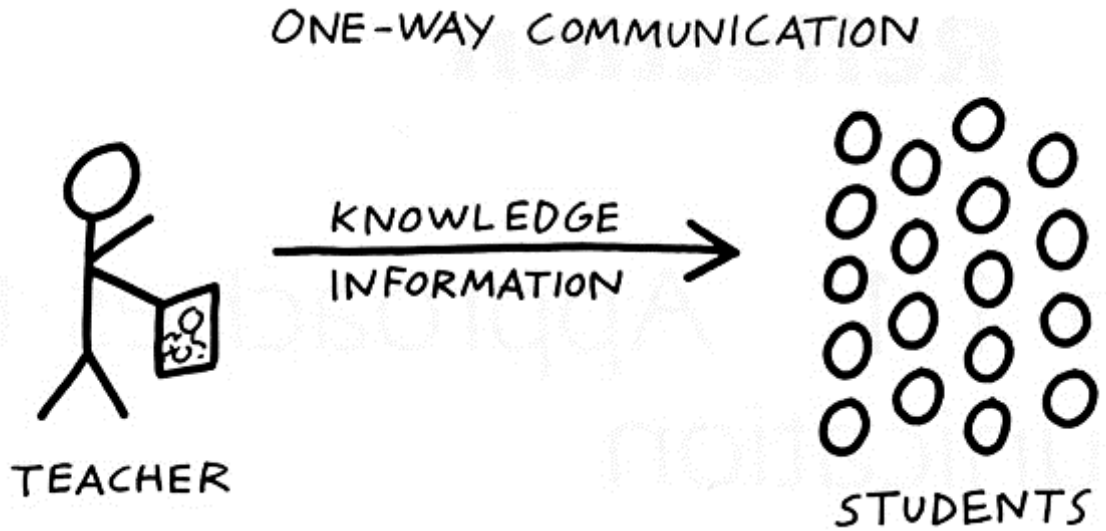 ONE-WAY COMMUNICATION
KNOWLEDGE
INFORMATION
TEACHER
STUDENTS